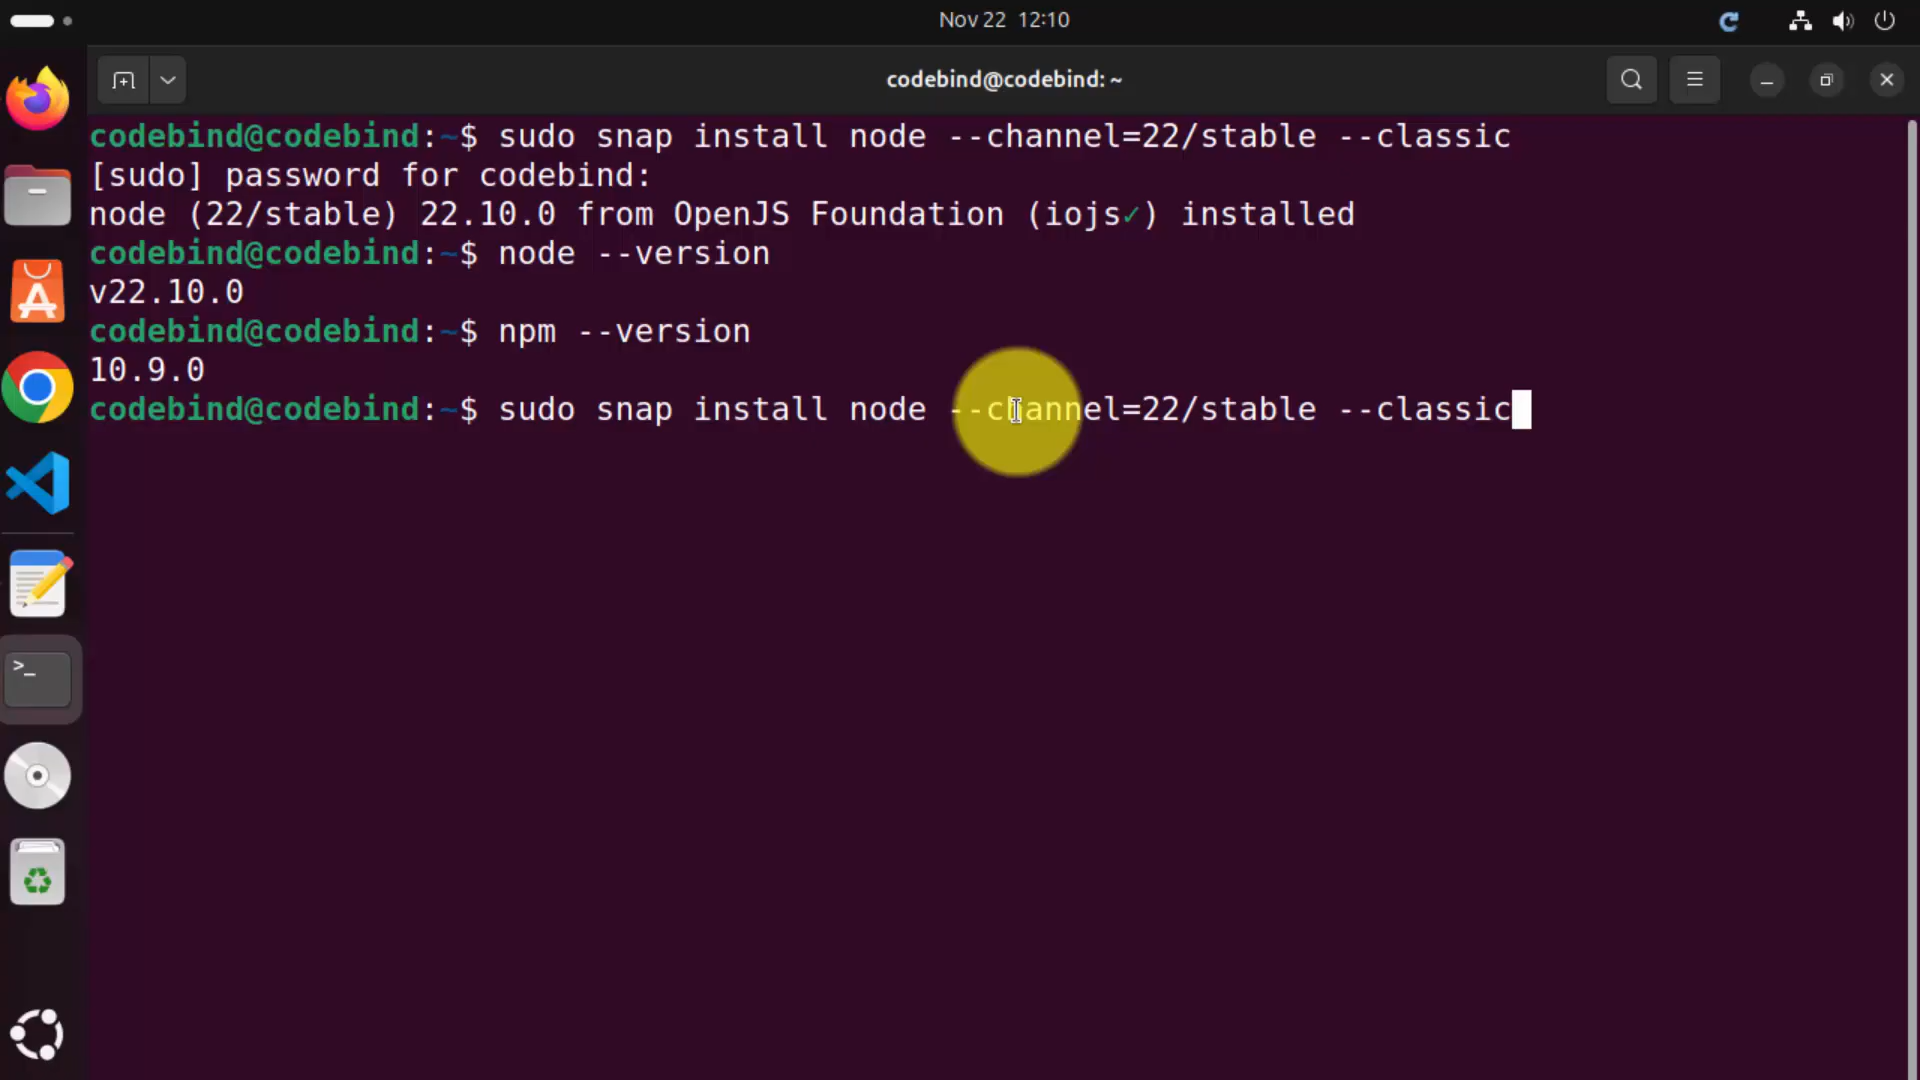 Nov 22 12:10
codebind@codebind: ~
codebind@codebind:~$ sudo snap install node --channel=22/stable --classic
[sudo] password for codebind:
node (22/stable) 22.10.0 from OpenJS Foundation (iojs✓) installed
codebind@codebind:~$ node --version
v22.10.0
codebind@codebind:~$ npm --version
10.9.0
codebind@codebind:~$ sudo snap install node --channel=22/stable --classic